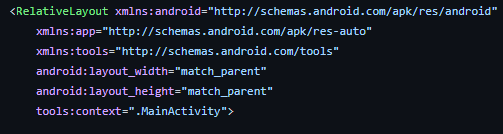 <RelativeLayout xmlns:android="http://schemas.android.com/apk/res/android"
xmlns:app="http://schemas.android.com/apk/res-auto"
xmlns:tools="http://schemas.android.com/tools"
android:layout_width="match_parent"
android:layout_height="match_parent"
tools:context=".MainActivity">